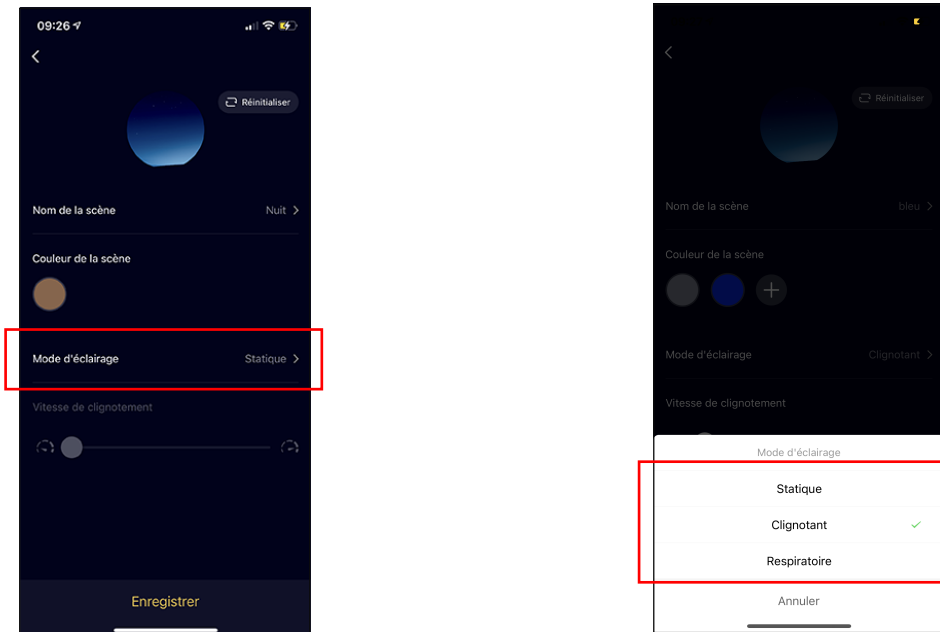 09:26
Réinitialiser
Nom de la scène
Nuit
Couleur de la scène
Mode d'éclairage
Statique
Vitesse de clignotement
Enregistrer
Réinitialiser
Nom de la scène
bleu
Couleur de la scène
Mode d'éclairage
Clignotant
Vitesse de clignotement
Mode d'éclairage
Statique
Clignotant
Respiratoire
Annuler